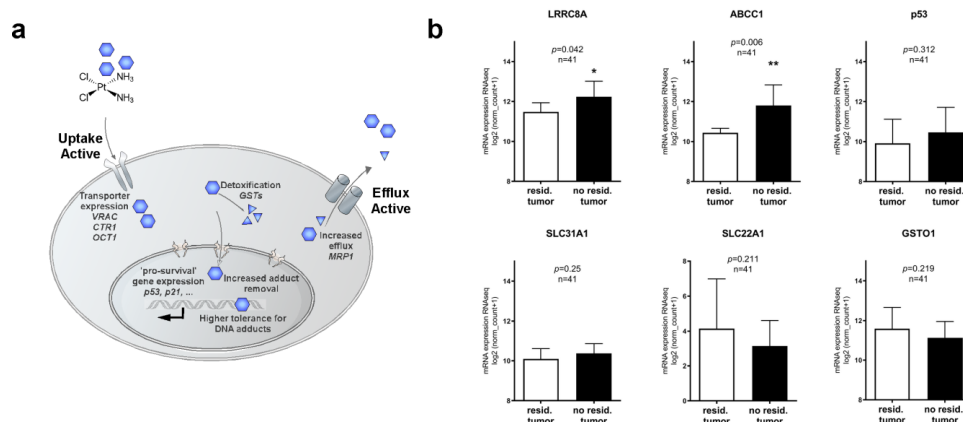 a
Cl
NH₃
Pt
Cl
NH₃
Uptake
Active
Transporter
expression
VRAC
CTR1
OCT1
Detoxification
GSTs
Efflux
Active
Increased
efflux
MRP1
'pro-survival'
gene expression
p53, p21, ...
Increased adduct
removal
Higher tolerance for
DNA adducts
b
LRRC8A
mRNA expression RNAseq
log2 (norm_count+1)
14
12
10
8
p=0.042
n=41
*
resid.
tumor
no resid.
tumor
ABCC1
mRNA expression RNAseq
log2 (norm_count+1)
14
12
10
8
p=0.006
n=41
**
resid.
tumor
no resid.
tumor
p53
mRNA expression RNAseq
log2 (norm_count+1)
14
12
10
8
p=0.312
n=41
resid.
tumor
no resid.
tumor
SLC31A1
mRNA expression RNAseq
log2 (norm_count+1)
14
12
10
8
p=0.25
n=41
resid.
tumor
no resid.
tumor
SLC22A1
mRNA expression RNAseq
log2 (norm_count+1)
8
6
4
2
0
p=0.211
n=41
resid.
tumor
no resid.
tumor
GSTO1
mRNA expression RNAseq
log2 (norm_count+1)
14
12
10
8
p=0.219
n=41
resid.
tumor
no resid.
tumor